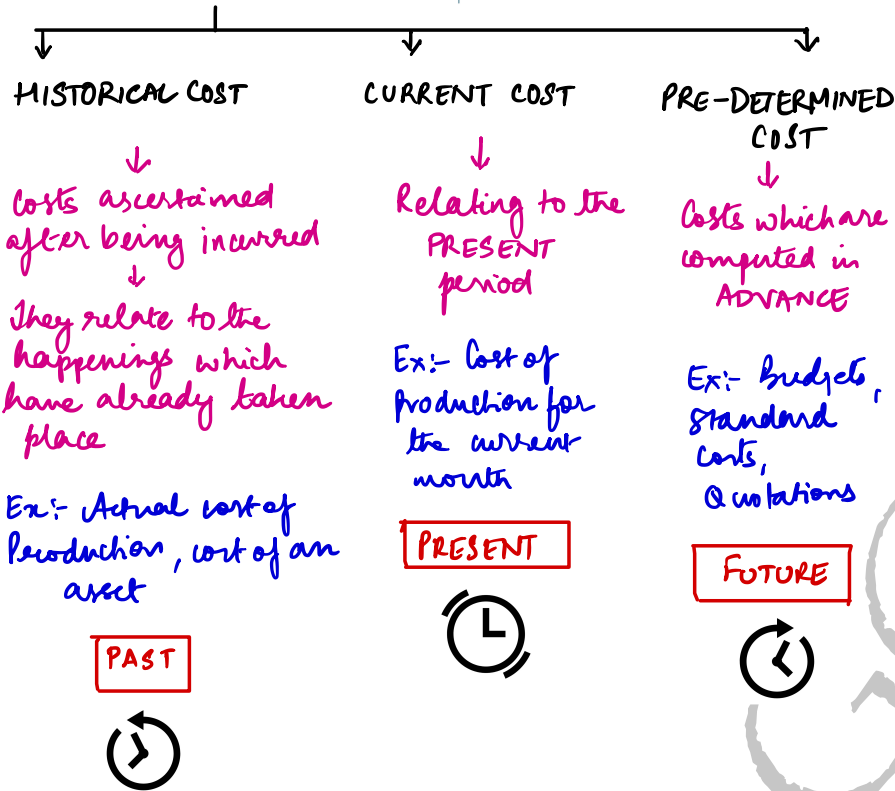 HISTORICAL COST
Costs ascertained
after being incurred
They relate to the
happenings which
have already taken
place
Ex:- Actual cost of
Production, cost of an
asset
PAST
CURRENT COST
Relating to the
PRESENT
period
Ex:- Cost of
Production for
the current
month
PRESENT
PRE-DETERMINED
COST
Costs which are
computed in
ADVANCE
Ex:- Budgets,
Standard
Costs,
Quotations
FUTURE